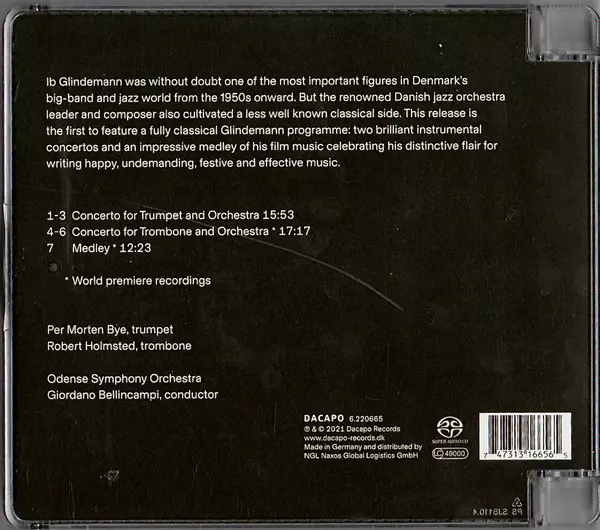 Ib Glindemann was without doubt one of the most important figures in Denmark's
big-band and jazz world from the 1950s onward. But the renowned Danish jazz orchestra
leader and composer also cultivated a less well known classical side. This release is
the first to feature a fully classical Glindemann programme: two brilliant instrumental
concertos and an impressive medley of his film music celebrating his distinctive flair for
writing happy, undemanding, festive and effective music.
1-3 Concerto for Trumpet and Orchestra 15:53
4-6 Concerto for Trombone and Orchestra * 17:17
7 Medley * 12:23
* World premiere recordings
Per Morten Bye, trumpet
Robert Holmsted, trombone
Odense Symphony Orchestra
Giordano Bellincampi, conductor
DACAPO 6.220665
℗ & © 2021 Dacapo Records
www.dacapo-records.dk
Made in Germany and distributed by
NGL Naxos Global Logistics GmbH
SUPER AUDIO CD
LC 49000
7 47313 16656 5
PS SJB110.4